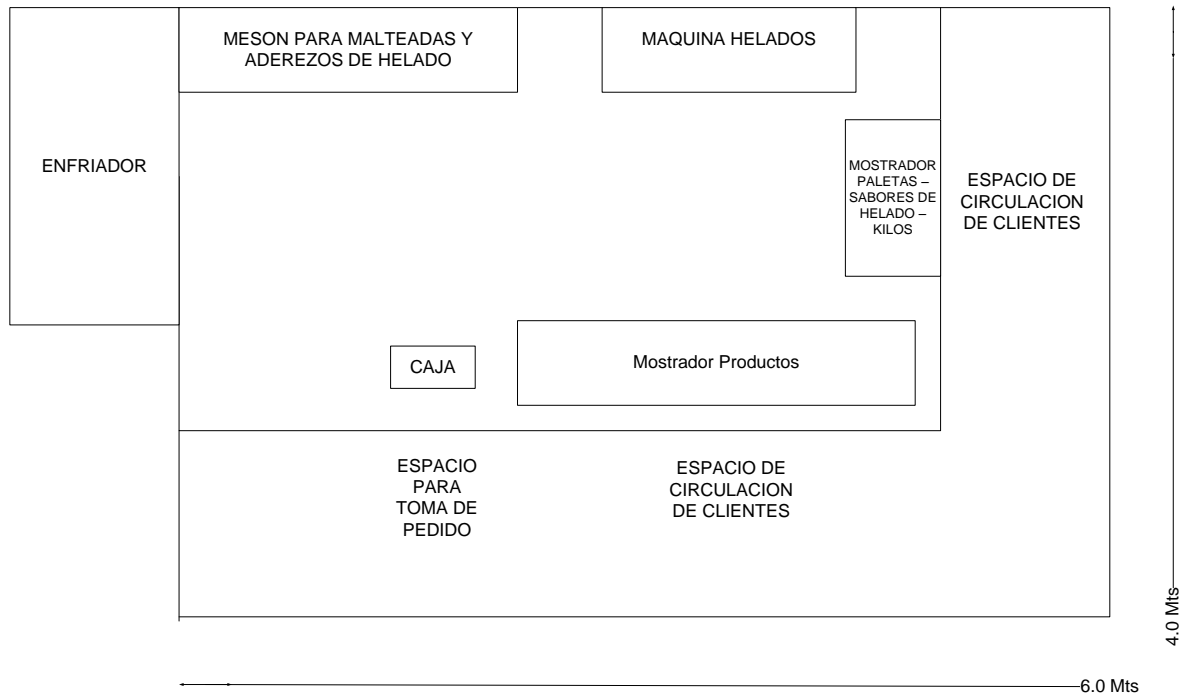 MESON PARA MALTEADAS Y
ADEREZOS DE HELADO
MAQUINA HELADOS
ENFRIADOR
MOSTRADOR
PALETAS –
SABORES DE
HELADO –
KILOS
ESPACIO DE
CIRCULACION
DE CLIENTES
CAJA
Mostrador Productos
ESPACIO
PARA
TOMA DE
PEDIDO
ESPACIO DE
CIRCULACION
DE CLIENTES
4.0 Mts
6.0 Mts